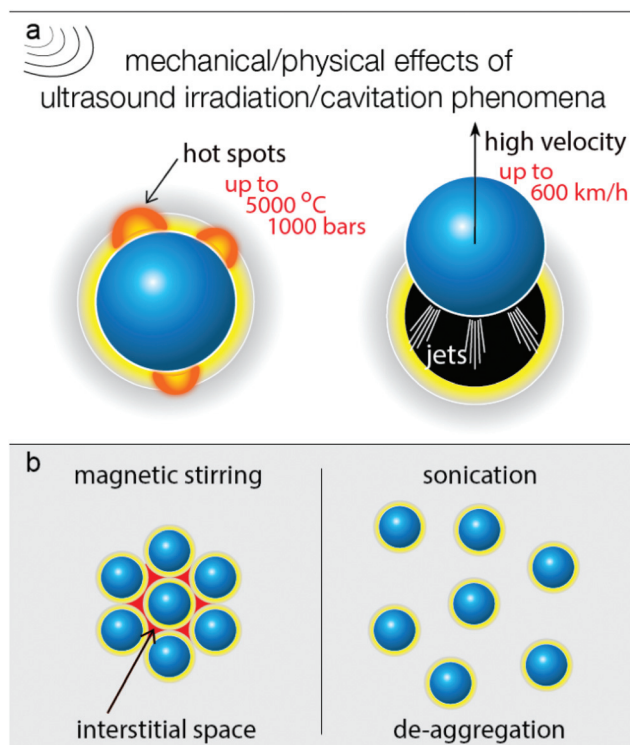 a
mechanical/physical effects of
ultrasound irradiation/cavitation phenomena
hot spots
up to
5000 °C
1000 bars
high velocity
up to
600 km/h
jets
b
magnetic stirring
sonication
interstitial space
de-aggregation